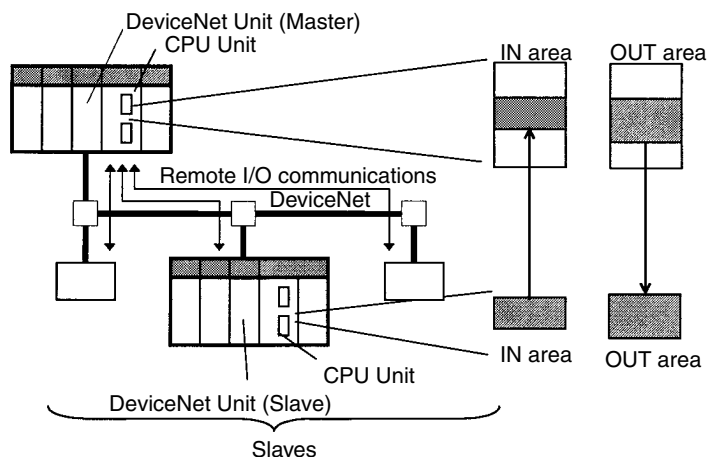 DeviceNet Unit (Master)
CPU Unit
IN area
OUT area
Remote I/O communications
DeviceNet
IN area
OUT area
CPU Unit
DeviceNet Unit (Slave)
Slaves